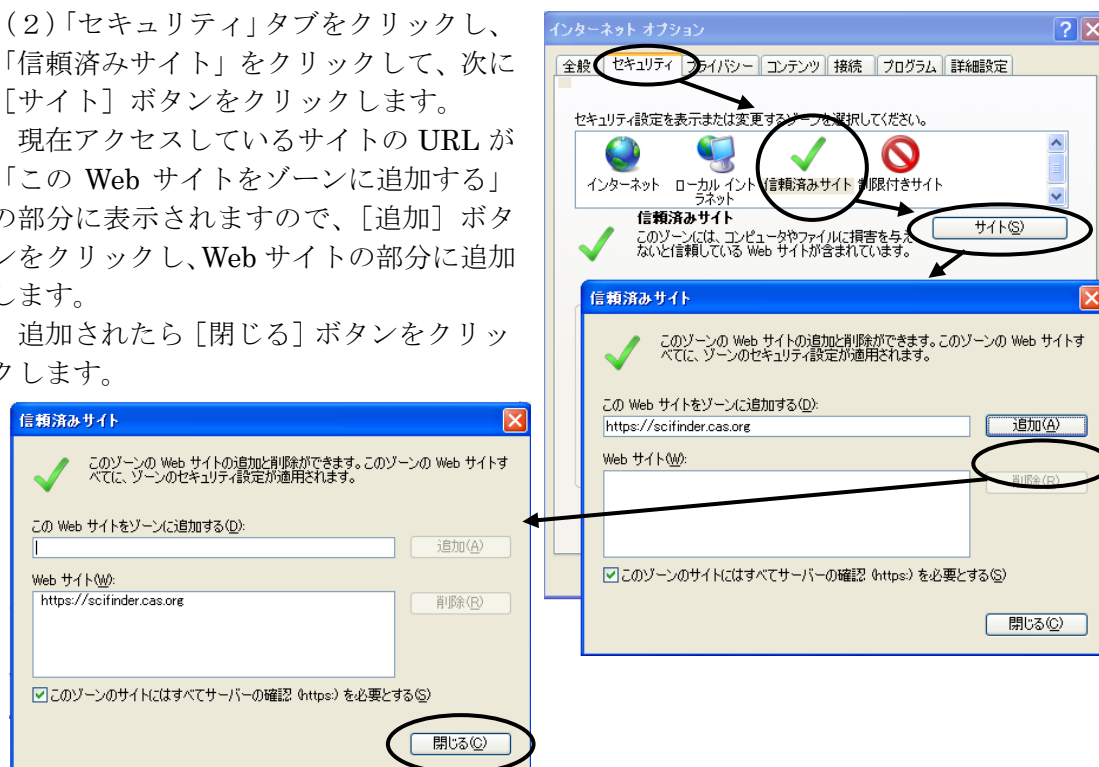 (2)「セキュリティ」タブをクリックし、
「信頼済みサイト」をクリックして、次に
［サイト］ボタンをクリックします。
現在アクセスしているサイトの URL が
「この Web サイトをゾーンに追加する」
の部分に表示されますので、［追加］ボタ
ンをクリックし、Web サイトの部分に追加
します。
追加されたら［閉じる］ボタンをクリッ
クします。
インターネット オプション
全般 セキュリティ プライバシー コンテンツ 接続 プログラム 詳細設定
セキュリティ設定を表示または変更するゾーンを選択してください。
インターネット ローカル イント 信頼済みサイト 制限付きサイト
ラネット
信頼済みサイト
サイト(S)
このゾーンには、コンピュータやファイルに損害を与え
ないと信頼している Web サイトが含まれています。
信頼済みサイト
このゾーンの Web サイトの追加と削除ができます。このゾーンの Web サイトす
べてに、ゾーンのセキュリティ設定が適用されます。
この Web サイトをゾーンに追加する(D):
https://scifinder.cas.org 追加(A)
Web サイト(W):
削除(R)
このゾーンのサイトにはすべてサーバーの確認 (https:) を必要とする(S)
閉じる(C)
信頼済みサイト
このゾーンの Web サイトの追加と削除ができます。このゾーンの Web サイトす
べてに、ゾーンのセキュリティ設定が適用されます。
この Web サイトをゾーンに追加する(D):
追加(A)
Web サイト(W):
https://scifinder.cas.org 削除(R)
このゾーンのサイトにはすべてサーバーの確認 (https:) を必要とする(S)
閉じる(C)